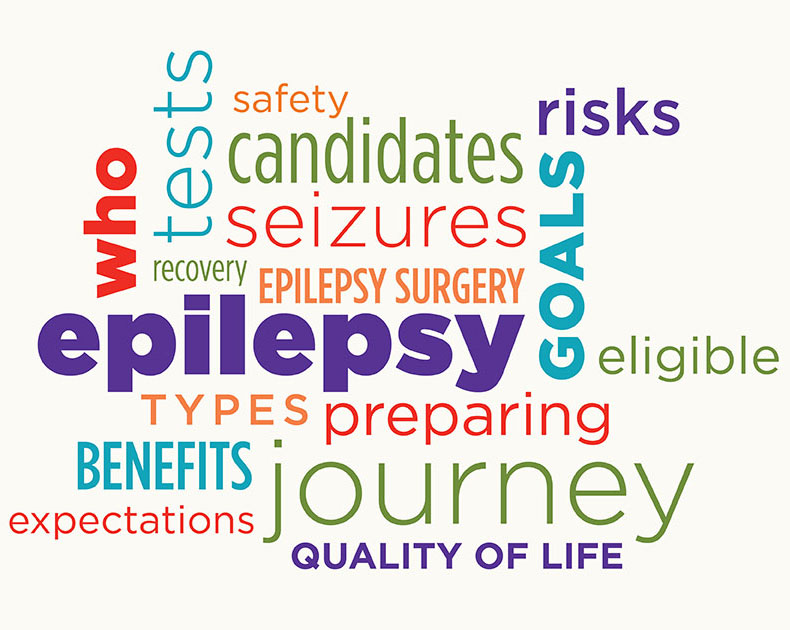 tests
safety
risks
candidates
who
GOALS
seizures
recovery
EPILEPSY SURGERY
epilepsy
eligible
TYPES
preparing
BENEFITS
journey
expectations
QUALITY OF LIFE